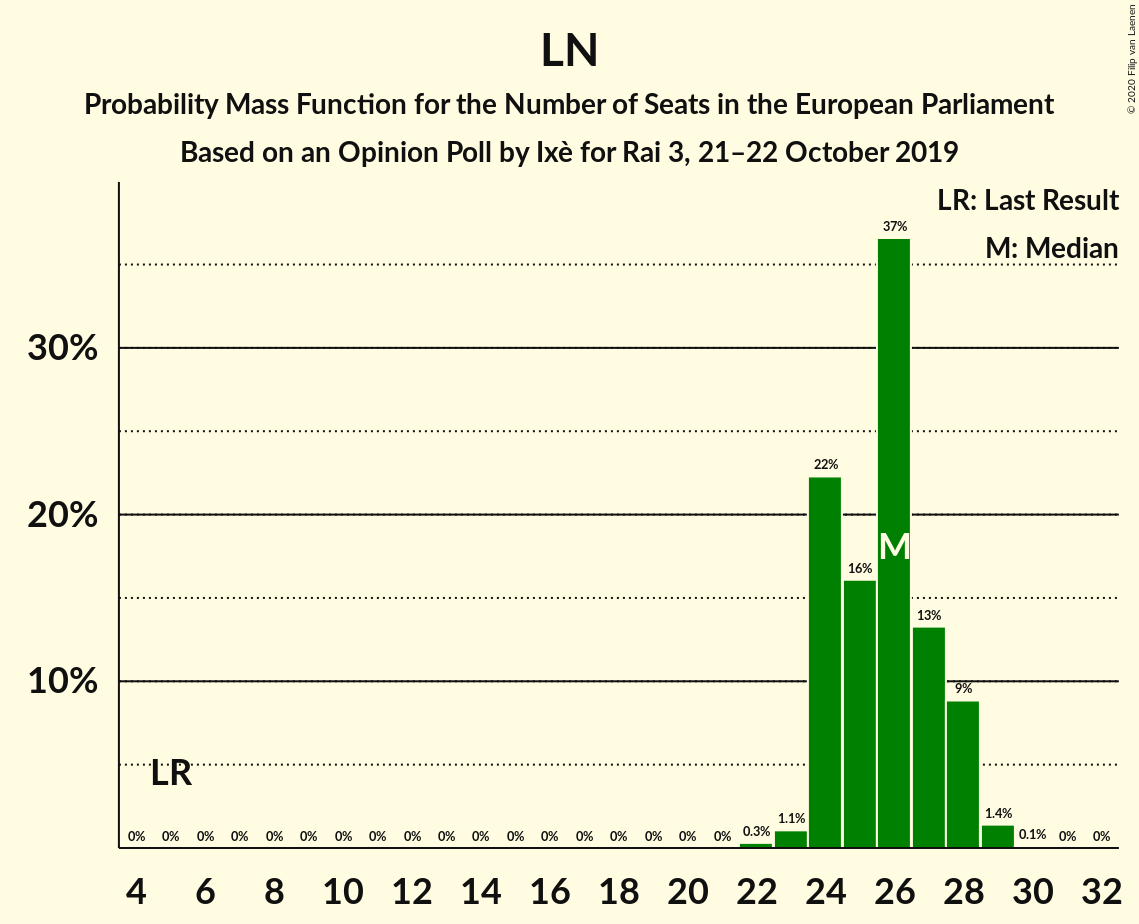 LN
Probability Mass Function for the Number of Seats in the European Parliament
Based on an Opinion Poll by Ixè for Rai 3, 21–22 October 2019
© 2020 Filip van Laenen
LR: Last Result
M: Median
30%
20%
10%
37%
22%
16%
M
13%
9%
LR
0% 0% 0% 0% 0% 0% 0% 0% 0% 0% 0% 0% 0% 0% 0% 0% 0% 0% 0.3% 1.1% 1.4% 0.1% 0% 0%
4 6 8 10 12 14 16 18 20 22 24 26 28 30 32